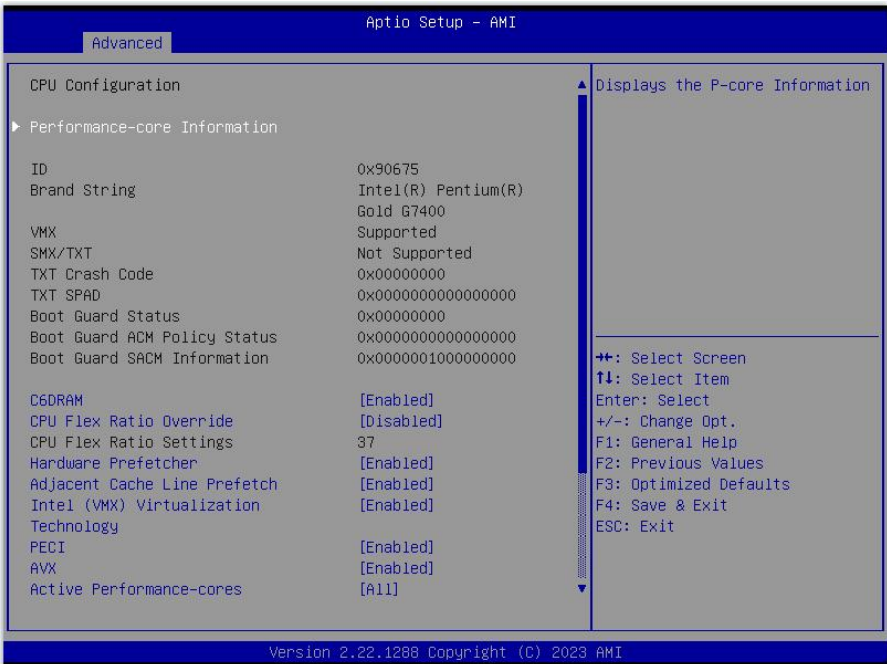 Aptio Setup - AMI
Advanced
CPU Configuration
Performance-core Information
ID 0x90675
Brand String Intel(R) Pentium(R)
Gold G7400
VMX Supported
SMX/TXT Not Supported
TXT Crash Code 0x00000000
TXT SPAD 0x0000000000000000
Boot Guard Status 0x00000000
Boot Guard ACM Policy Status 0x0000000000000000
Boot Guard SACM Information 0x0000001000000000
C6DRAM [Enabled]
CPU Flex Ratio Override [Disabled]
CPU Flex Ratio Settings 37
Hardware Prefetcher [Enabled]
Adjacent Cache Line Prefetch [Enabled]
Intel (VMX) Virtualization [Enabled]
Technology
PECI [Enabled]
AVX [Enabled]
Active Performance-cores [All]
Displays the P-core Information
→←: Select Screen
↑↓: Select Item
Enter: Select
+/-: Change Opt.
F1: General Help
F2: Previous Values
F3: Optimized Defaults
F4: Save & Exit
ESC: Exit
Version 2.22.1288 Copyright (C) 2023 AMI